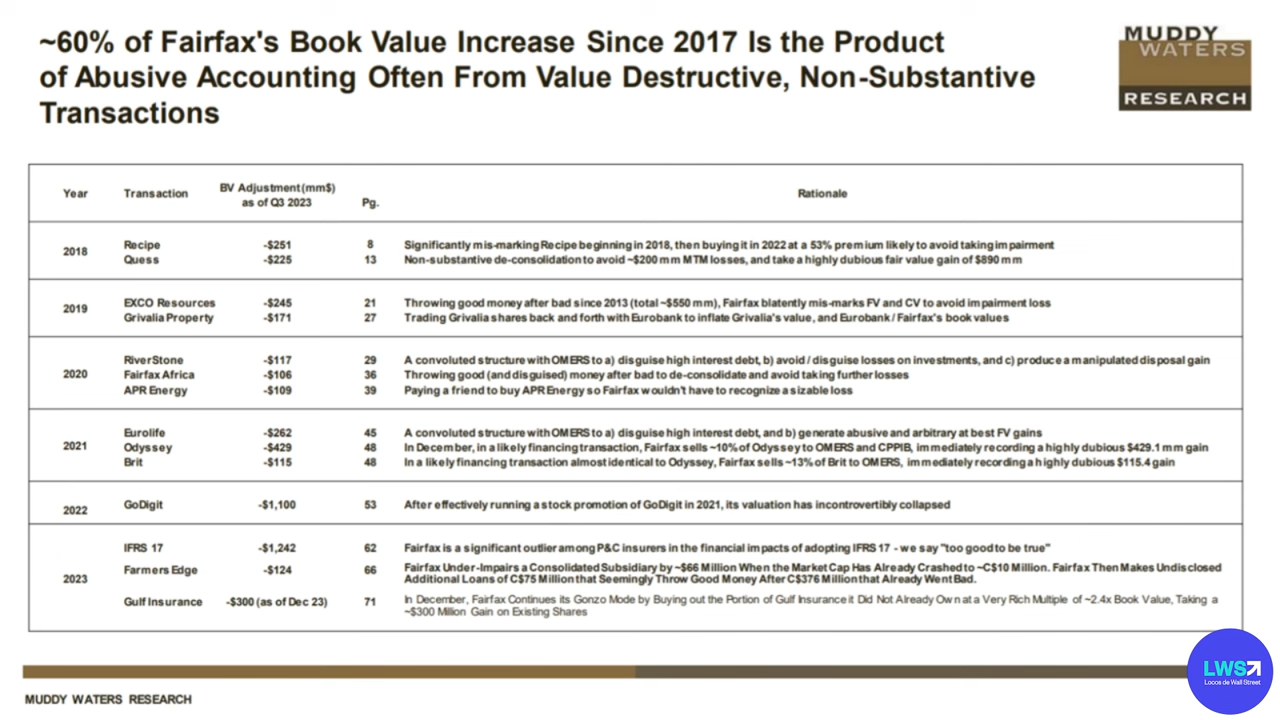 ~60% of Fairfax's Book Value Increase Since 2017 Is the Product
of Abusive Accounting Often From Value Destructive, Non-Substantive
Transactions
MUDDY
WATERS
RESEARCH
Year Transaction BV Adjustment (mm$) as of Q3 2023 Pg. Rationale
2018
Recipe -$251 8 Significantly mis-marking Recipe beginning in 2018, then buying it in 2022 at a 53% premium likely to avoid taking impairment
Quess -$225 13 Non-substantive de-consolidation to avoid ~$200 mm MTM losses, and take a highly dubious fair value gain of $890 mm
2019
EXCO Resources -$245 21 Throwing good money after bad since 2013 (total ~$550 mm), Fairfax blatently mis-marks FV and CV to avoid impairment loss
Grivalia Property -$171 27 Trading Grivalia shares back and forth with Eurobank to inflate Grivalia's value, and Eurobank / Fairfax's book values
2020
RiverStone -$117 29 A convoluted structure with OMERS to a) disguise high interest debt, b) avoid / disguise losses on investments, and c) produce a manipulated disposal gain
Fairfax Africa -$106 36 Throwing good (and disguised) money after bad to de-consolidate and avoid taking further losses
APR Energy -$109 39 Paying a friend to buy APR Energy so Fairfax wouldn't have to recognize a sizable loss
2021
Eurolife -$262 45 A convoluted structure with OMERS to a) disguise high interest debt, and b) generate abusive and arbitrary at best FV gains
Odyssey -$429 48 In December, in a likely financing transaction, Fairfax sells ~10% of Odyssey to OMERS and CPPIB, immediately recording a highly dubious $429.1 mm gain
Brit -$115 48 In a likely financing transaction almost identical to Odyssey, Fairfax sells ~13% of Brit to OMERS, immediately recording a highly dubious $115.4 gain
2022
GoDigit -$1,100 53 After effectively running a stock promotion of GoDigit in 2021, its valuation has incontrovertibly collapsed
2023
IFRS 17 -$1,242 62 Fairfax is a significant outlier among P&C insurers in the financial impacts of adopting IFRS 17 - we say "too good to be true"
Farmers Edge -$124 66 Fairfax Under-Impairs a Consolidated Subsidiary by ~$66 Million When the Market Cap Has Already Crashed to ~C$10 Million. Fairfax Then Makes Undisclosed
Additional Loans of C$75 Million that Seemingly Throw Good Money After C$376 Million that Already Went Bad.
Gulf Insurance -$300 (as of Dec 23) 71 In December, Fairfax Continues its Gonzo Mode by Buying out the Portion of Gulf Insurance it Did Not Already Own at a Very Rich Multiple of ~2.4x Book Value, Taking a
~$300 Million Gain on Existing Shares
LWS
Locos de Wall Street
MUDDY WATERS RESEARCH